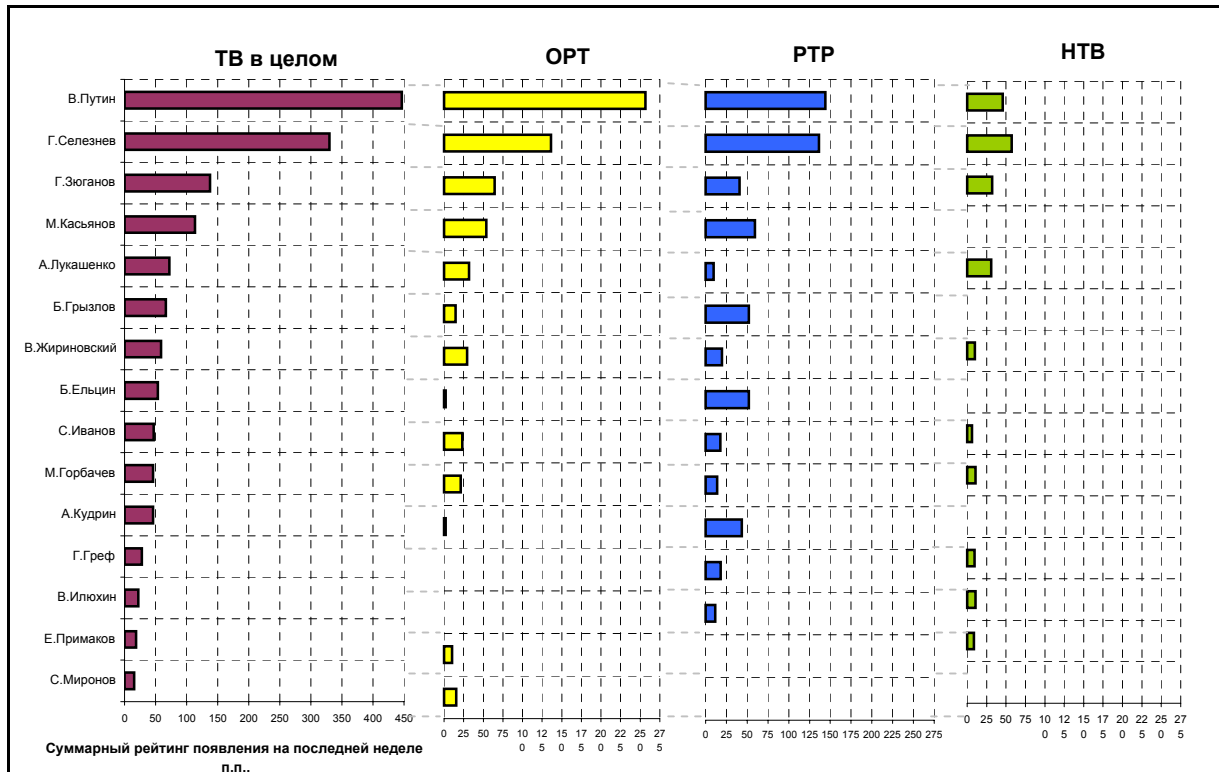 ТВ в целом
ОРТ
РТР
НТВ
В.Путин
Г.Селезнев
Г.Зюганов
М.Касьянов
А.Лукашенко
Б.Грызлов
В.Жириновский
Б.Ельцин
С.Иванов
М.Горбачев
А.Кудрин
Г.Греф
В.Илюхин
Е.Примаков
С.Миронов
0 50 100 150 200 250 300 350 400 450
0 25 50 75 10 12 15 17 20 22 25 27
0 5 0 5 0 5 0 5
0 25 50 75 100 125 150 175 200 225 250 275
0 25 50 75 10 12 15 17 20 22 25 27
0 5 0 5 0 5 0 5
Суммарный рейтинг появления на последней неделе
п.п..